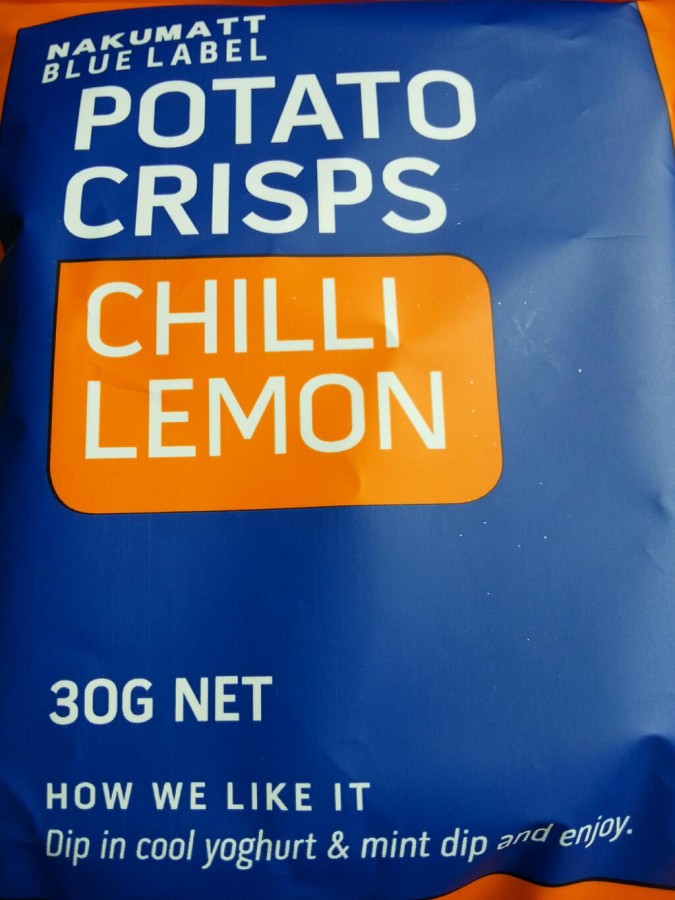 NAKUMATT
BLUE LABEL
POTATO
CRISPS
CHILLI
LEMON
30G NET
HOW WE LIKE IT
Dip in cool yoghurt & mint dip and enjoy.